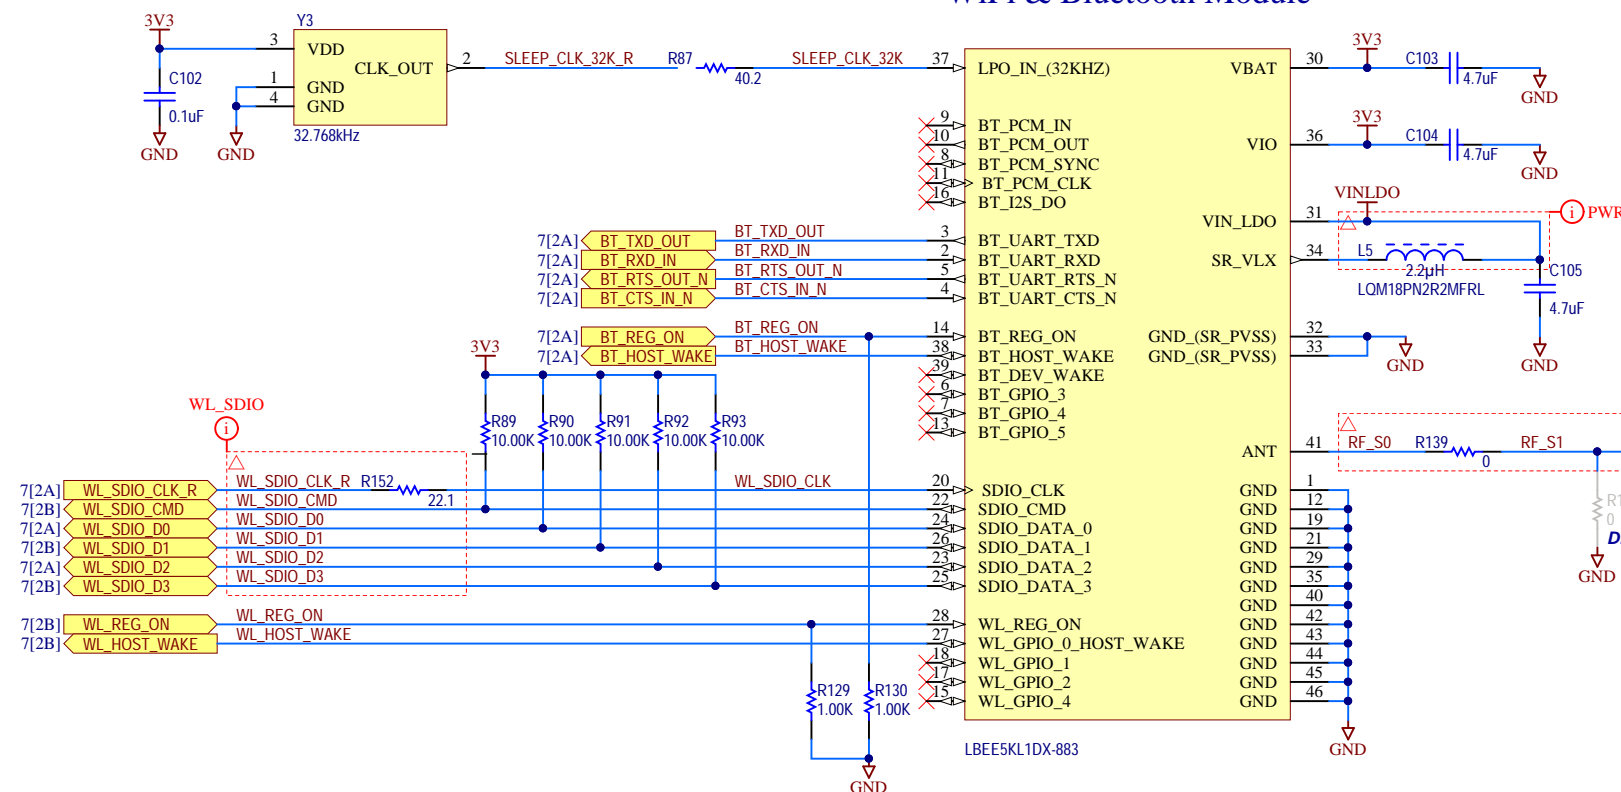 WiFi & Bluetooth Module
3V3
Y3
3
VDD
CLK_OUT
2
1
GND
4
GND
32.768kHz
C102
0.1uF
GND
GND
SLEEP_CLK_32K_R
R87
40.2
SLEEP_CLK_32K
37
LPO_IN_(32KHZ)
9
BT_PCM_IN
10
BT_PCM_OUT
8
BT_PCM_SYNC
11
BT_PCM_CLK
16
BT_I2S_DO
7[2A]
BT_TXD_OUT
BT_TXD_OUT
3
BT_UART_TXD
7[2A]
BT_RXD_IN
BT_RXD_IN
2
BT_UART_RXD
7[2A]
BT_RTS_OUT_N
BT_RTS_OUT_N
5
BT_UART_RTS_N
7[2A]
BT_CTS_IN_N
BT_CTS_IN_N
4
BT_UART_CTS_N
7[2A]
BT_REG_ON
BT_REG_ON
14
BT_REG_ON
7[2A]
BT_HOST_WAKE
BT_HOST_WAKE
38
BT_HOST_WAKE
39
BT_DEV_WAKE
6
BT_GPIO_3
7
BT_GPIO_4
13
BT_GPIO_5
3V3
R89
10.00K
R90
10.00K
R91
10.00K
R92
10.00K
R93
10.00K
WL_SDIO
i
7[2A]
WL_SDIO_CLK_R
WL_SDIO_CLK_R
R152
22.1
WL_SDIO_CLK
20
SDIO_CLK
7[2B]
WL_SDIO_CMD
WL_SDIO_CMD
22
SDIO_CMD
7[2A]
WL_SDIO_D0
WL_SDIO_D0
24
SDIO_DATA_0
7[2B]
WL_SDIO_D1
WL_SDIO_D1
26
SDIO_DATA_1
7[2A]
WL_SDIO_D2
WL_SDIO_D2
23
SDIO_DATA_2
7[2B]
WL_SDIO_D3
WL_SDIO_D3
25
SDIO_DATA_3
7[2B]
WL_REG_ON
WL_REG_ON
28
WL_REG_ON
7[2B]
WL_HOST_WAKE
WL_HOST_WAKE
27
WL_GPIO_0_HOST_WAKE
18
WL_GPIO_1
17
WL_GPIO_2
15
WL_GPIO_4
R129
1.00K
R130
1.00K
GND
LBEE5KL1DX-883
VBAT
30
3V3
C103
4.7uF
GND
VIO
36
3V3
C104
4.7uF
GND
VINLDO
VIN_LDO
31
i
PWR
SR_VLX
34
L5
2.2µH
LQM18PN2R2MFRL
C105
4.7uF
GND
GND_(SR_PVSS)
32
GND_(SR_PVSS)
33
GND
ANT
41
RF_S0
R139
0
RF_S1
R1
0
D
GND
GND
1
GND
12
GND
19
GND
21
GND
29
GND
35
GND
40
GND
42
GND
43
GND
44
GND
45
GND
46
GND